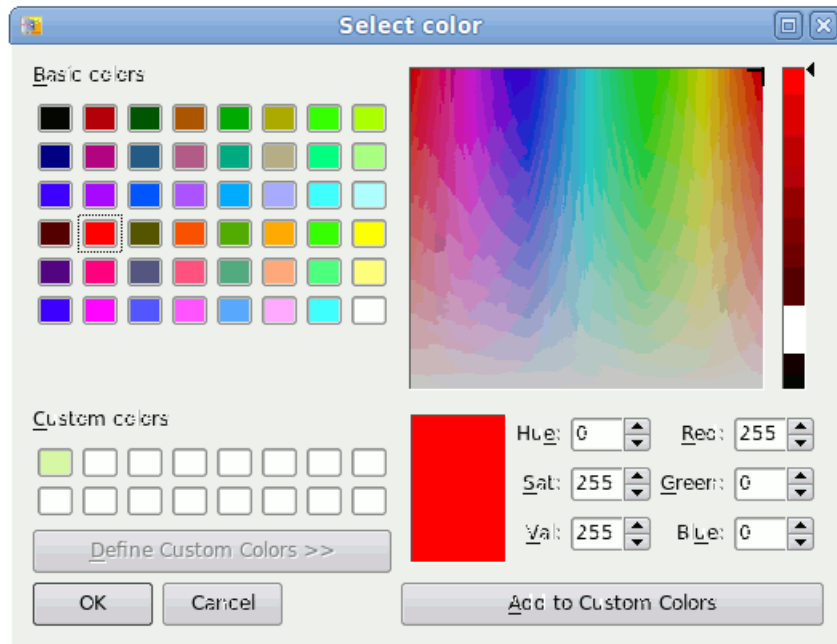 Select color
Basic colors
Custom colors
Hue: 0 Red: 255
Sat: 255 Green: 0
Val: 255 Blue: 0
Define Custom Colors >>
OK Cancel Add to Custom Colors